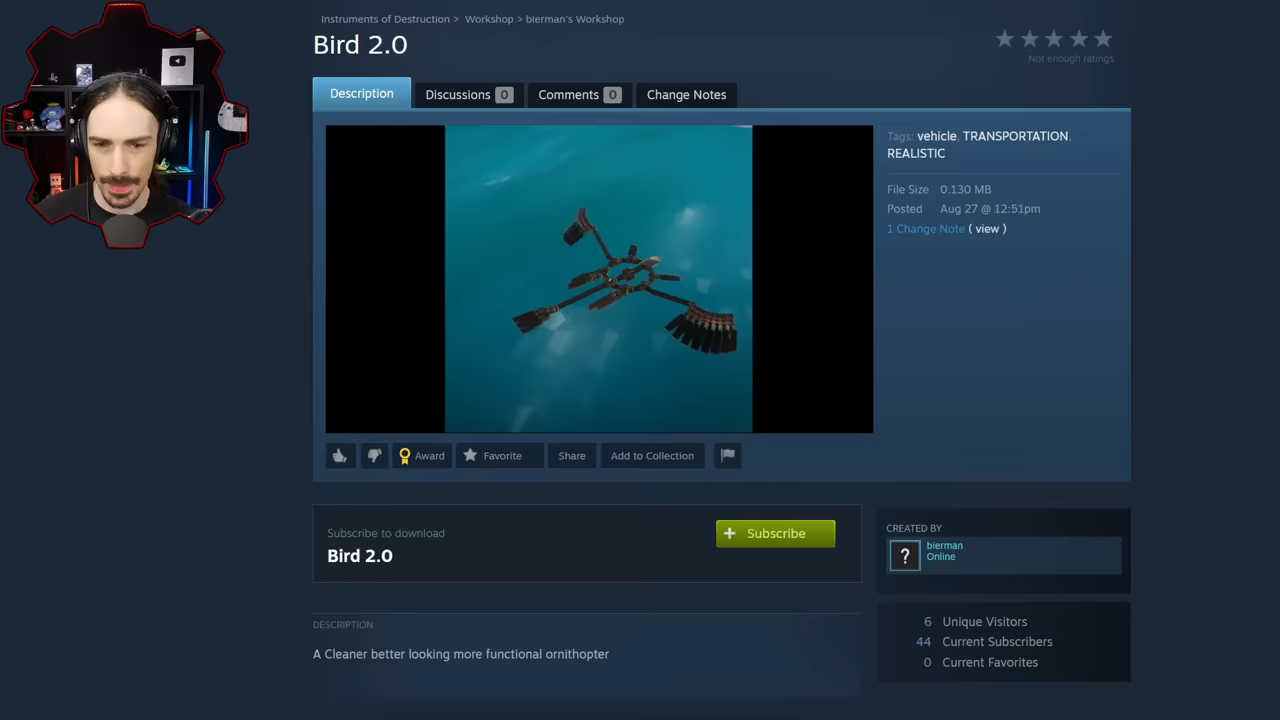 Instruments of Destruction > Workshop > bierman's Workshop
Bird 2.0
Not enough ratings
Description
Discussions 0
Comments 0
Change Notes
Tags: vehicle, TRANSPORTATION,
REALISTIC
File Size 0.130 MB
Posted Aug 27 @ 12:51pm
1 Change Note ( view )
Award
Favorite
Share
Add to Collection
Subscribe to download
Bird 2.0
+ Subscribe
CREATED BY
?
bierman
Online
6 Unique Visitors
44 Current Subscribers
0 Current Favorites
DESCRIPTION
A Cleaner better looking more functional ornithopter